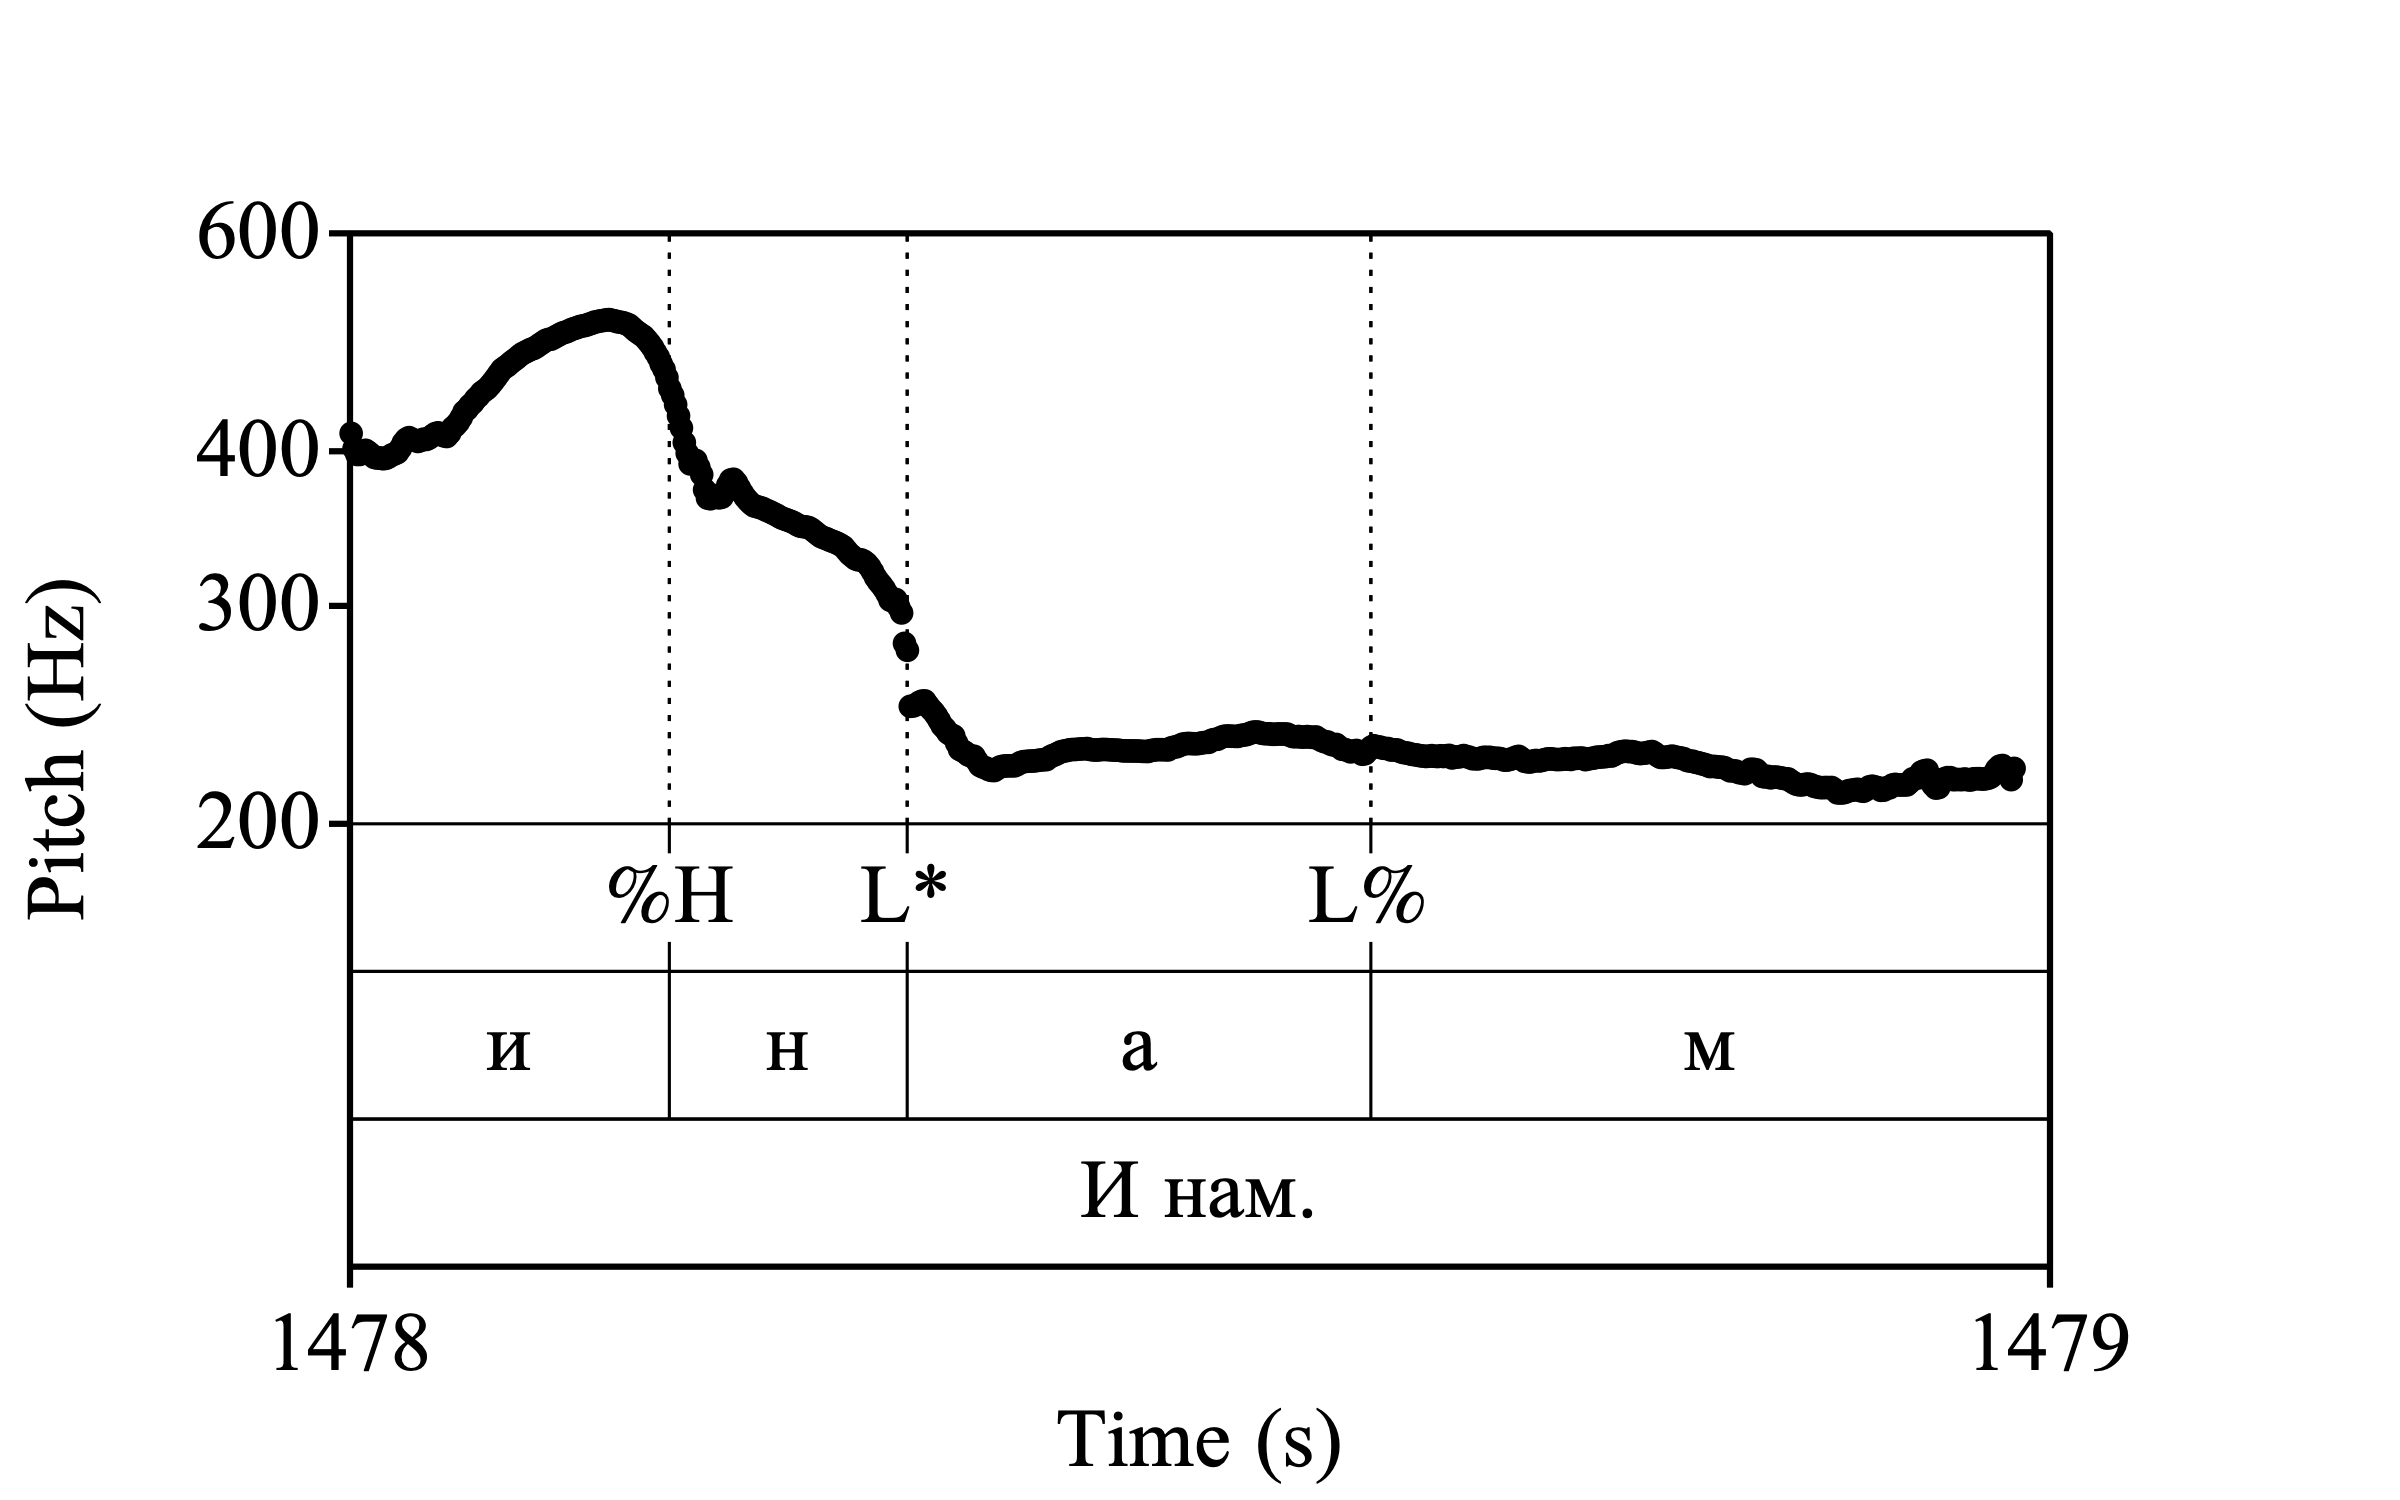 600
400
300
200
Pitch (Hz)
%H L* L%
и н а м
И нам.
1478 1479
Time (s)